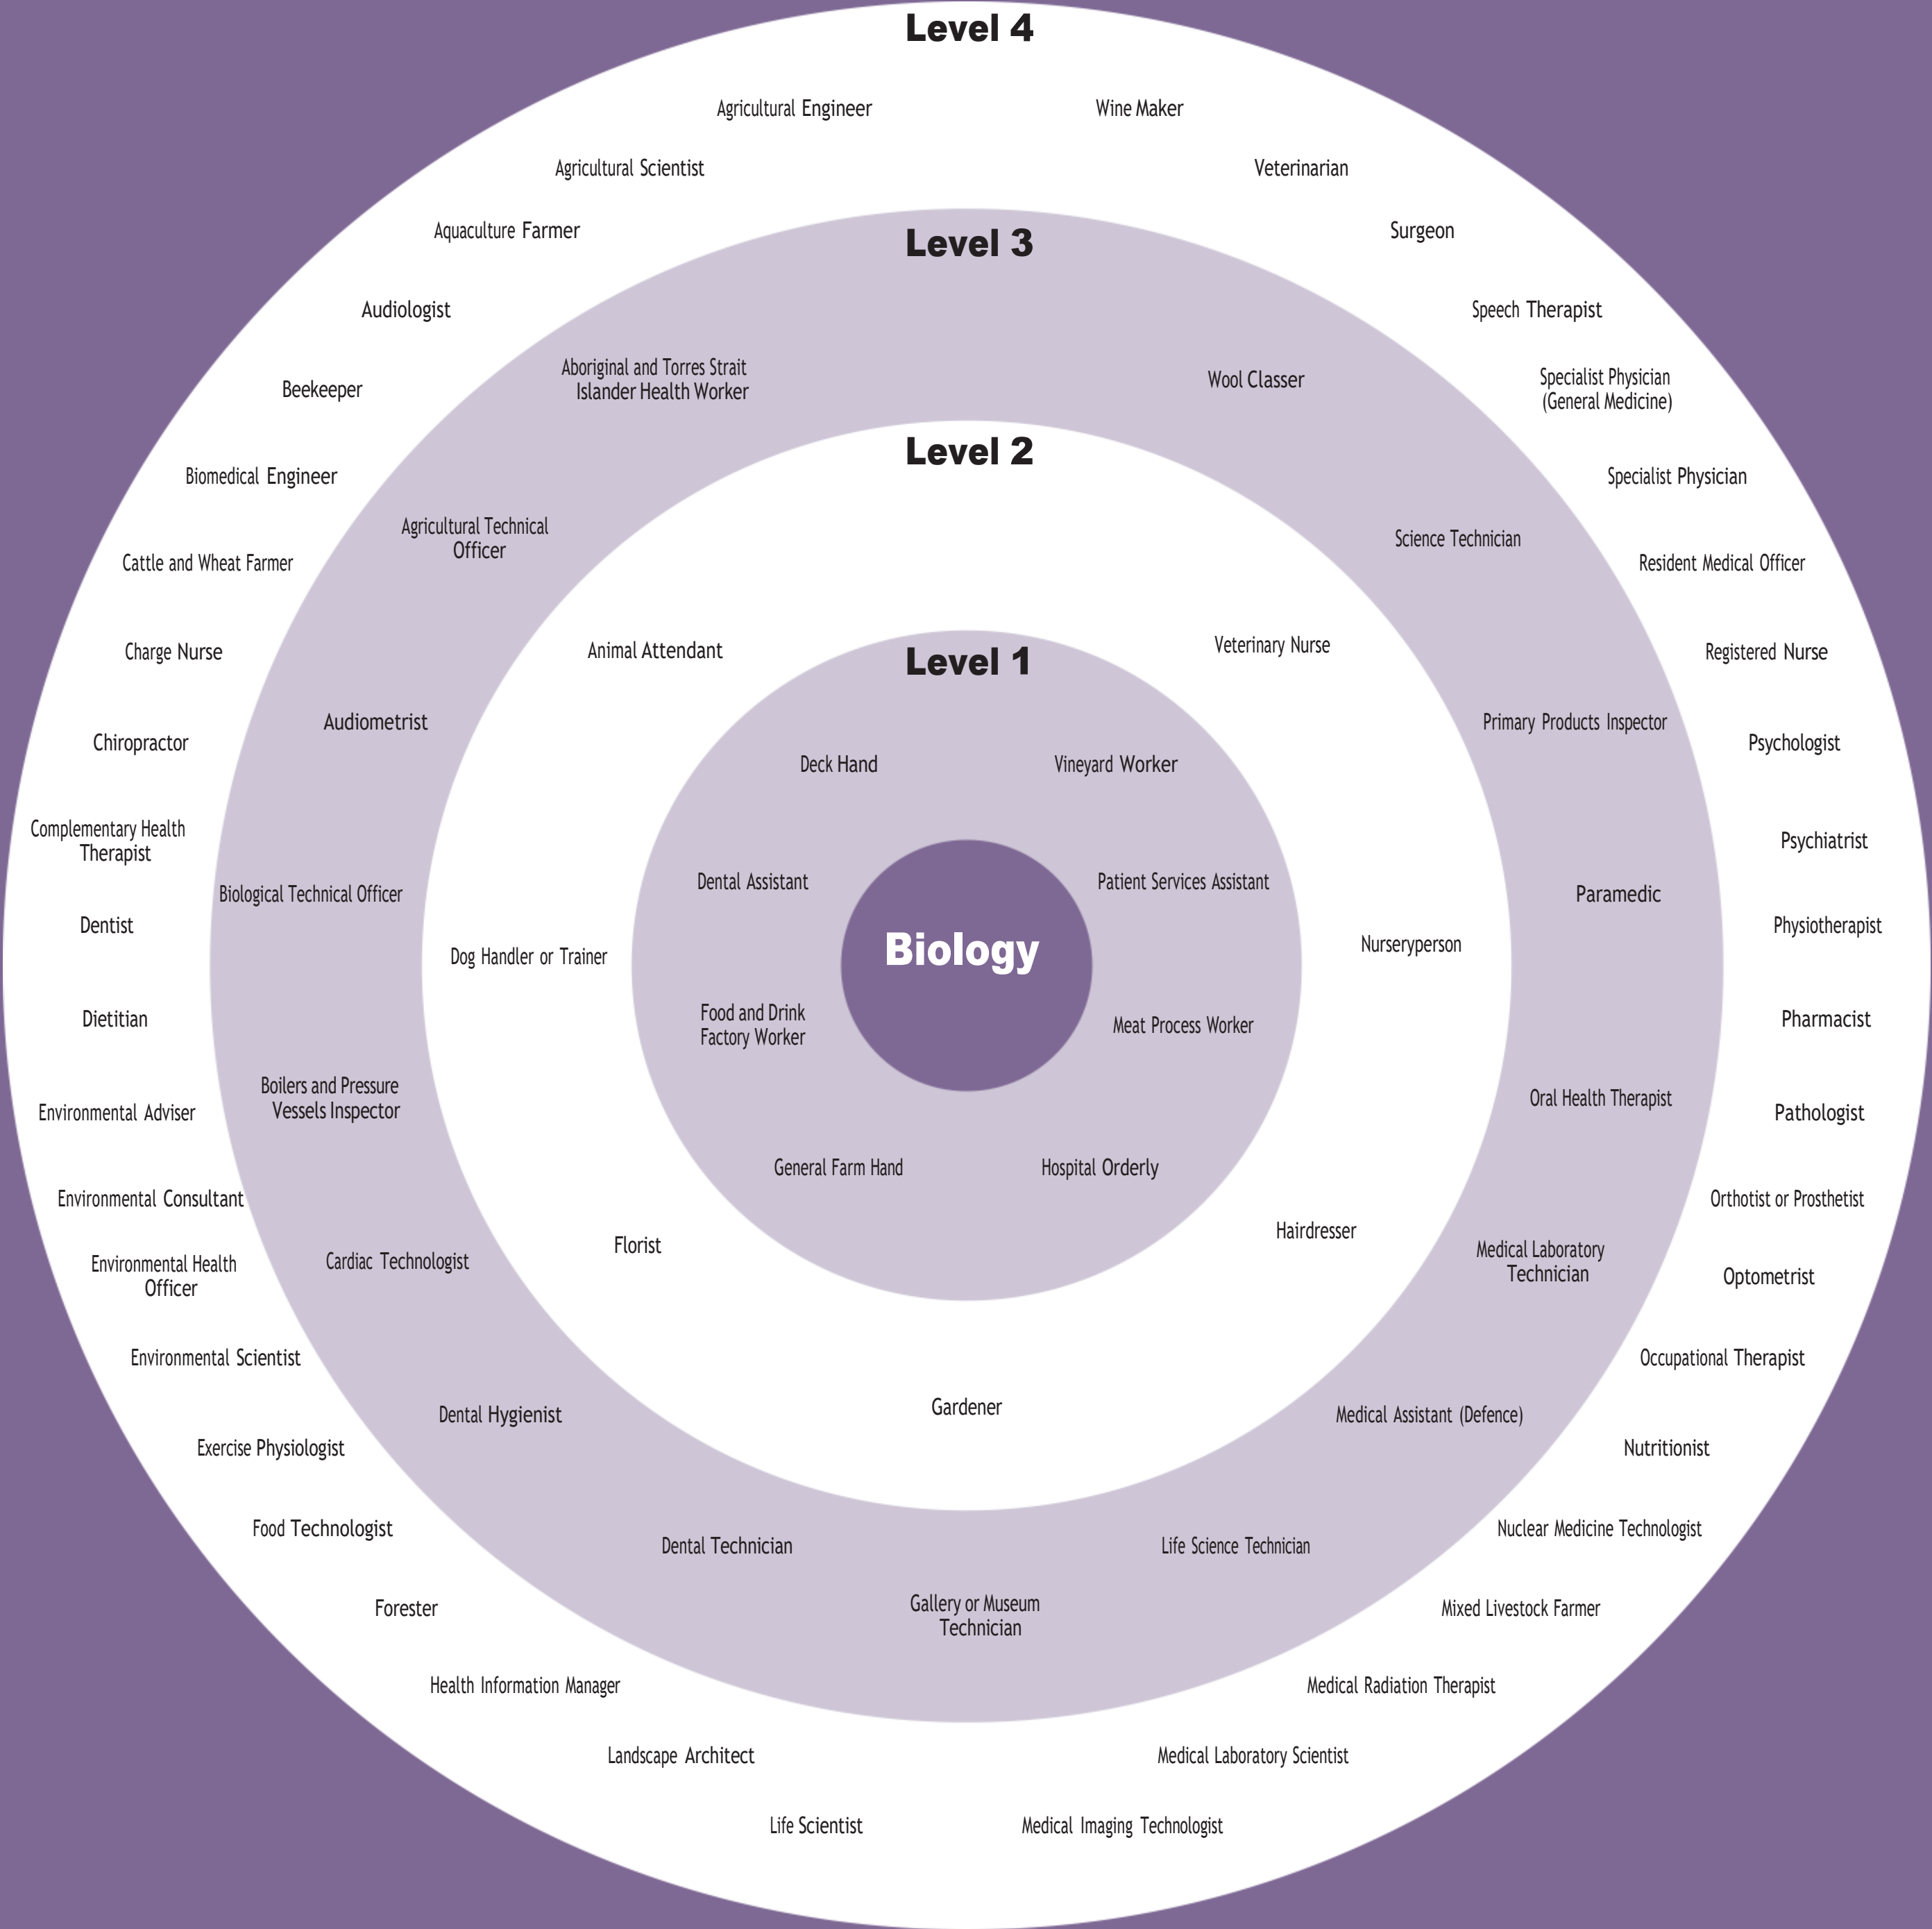 Level 4
Agricultural Engineer
Wine Maker
Agricultural Scientist
Veterinarian
Aquaculture Farmer
Surgeon
Audiologist
Speech Therapist
Beekeeper
Specialist Physician
(General Medicine)
Biomedical Engineer
Specialist Physician
Cattle and Wheat Farmer
Resident Medical Officer
Charge Nurse
Registered Nurse
Chiropractor
Psychologist
Complementary Health
Therapist
Psychiatrist
Dentist
Physiotherapist
Dietitian
Pharmacist
Environmental Adviser
Pathologist
Environmental Consultant
Orthotist or Prosthetist
Environmental Health
Officer
Optometrist
Environmental Scientist
Occupational Therapist
Exercise Physiologist
Nutritionist
Food Technologist
Nuclear Medicine Technologist
Forester
Mixed Livestock Farmer
Health Information Manager
Medical Radiation Therapist
Landscape Architect
Medical Laboratory Scientist
Life Scientist
Medical Imaging Technologist
Level 3
Aboriginal and Torres Strait
Islander Health Worker
Wool Classer
Agricultural Technical
Officer
Science Technician
Audiometrist
Primary Products Inspector
Biological Technical Officer
Paramedic
Boilers and Pressure
Vessels Inspector
Oral Health Therapist
Cardiac Technologist
Medical Laboratory
Technician
Dental Hygienist
Medical Assistant (Defence)
Dental Technician
Life Science Technician
Gallery or Museum
Technician
Level 2
Animal Attendant
Veterinary Nurse
Dog Handler or Trainer
Nurseryperson
Florist
Hairdresser
Gardener
Level 1
Deck Hand
Vineyard Worker
Dental Assistant
Patient Services Assistant
Food and Drink
Factory Worker
Meat Process Worker
General Farm Hand
Hospital Orderly
Biology